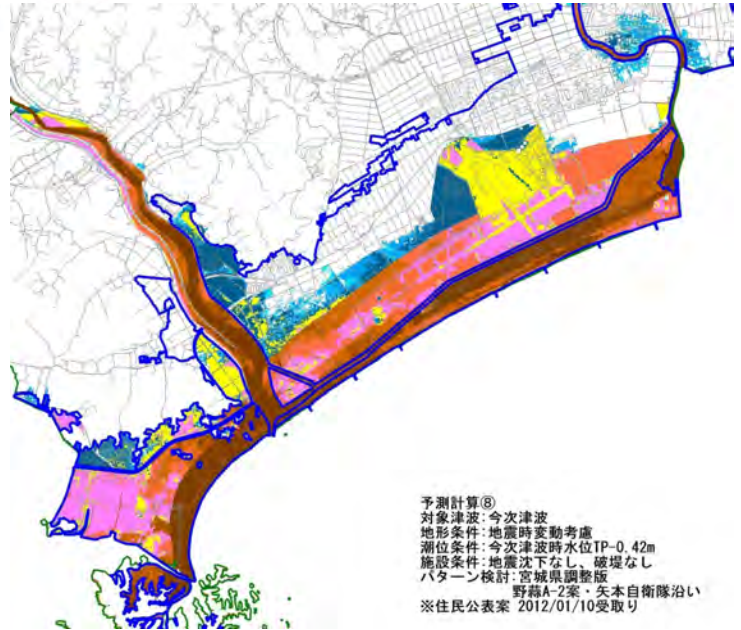 予測計算⑧
対象津波:今次津波
地形条件:地震時変動考慮
潮位条件:今次津波時水位TP-0.42m
施設条件:地震沈下なし、破堤なし
パターン検討:宮城県調整版
野蒜A-2案・矢本自衛隊沿い
※住民公表案 2012/01/10受取り